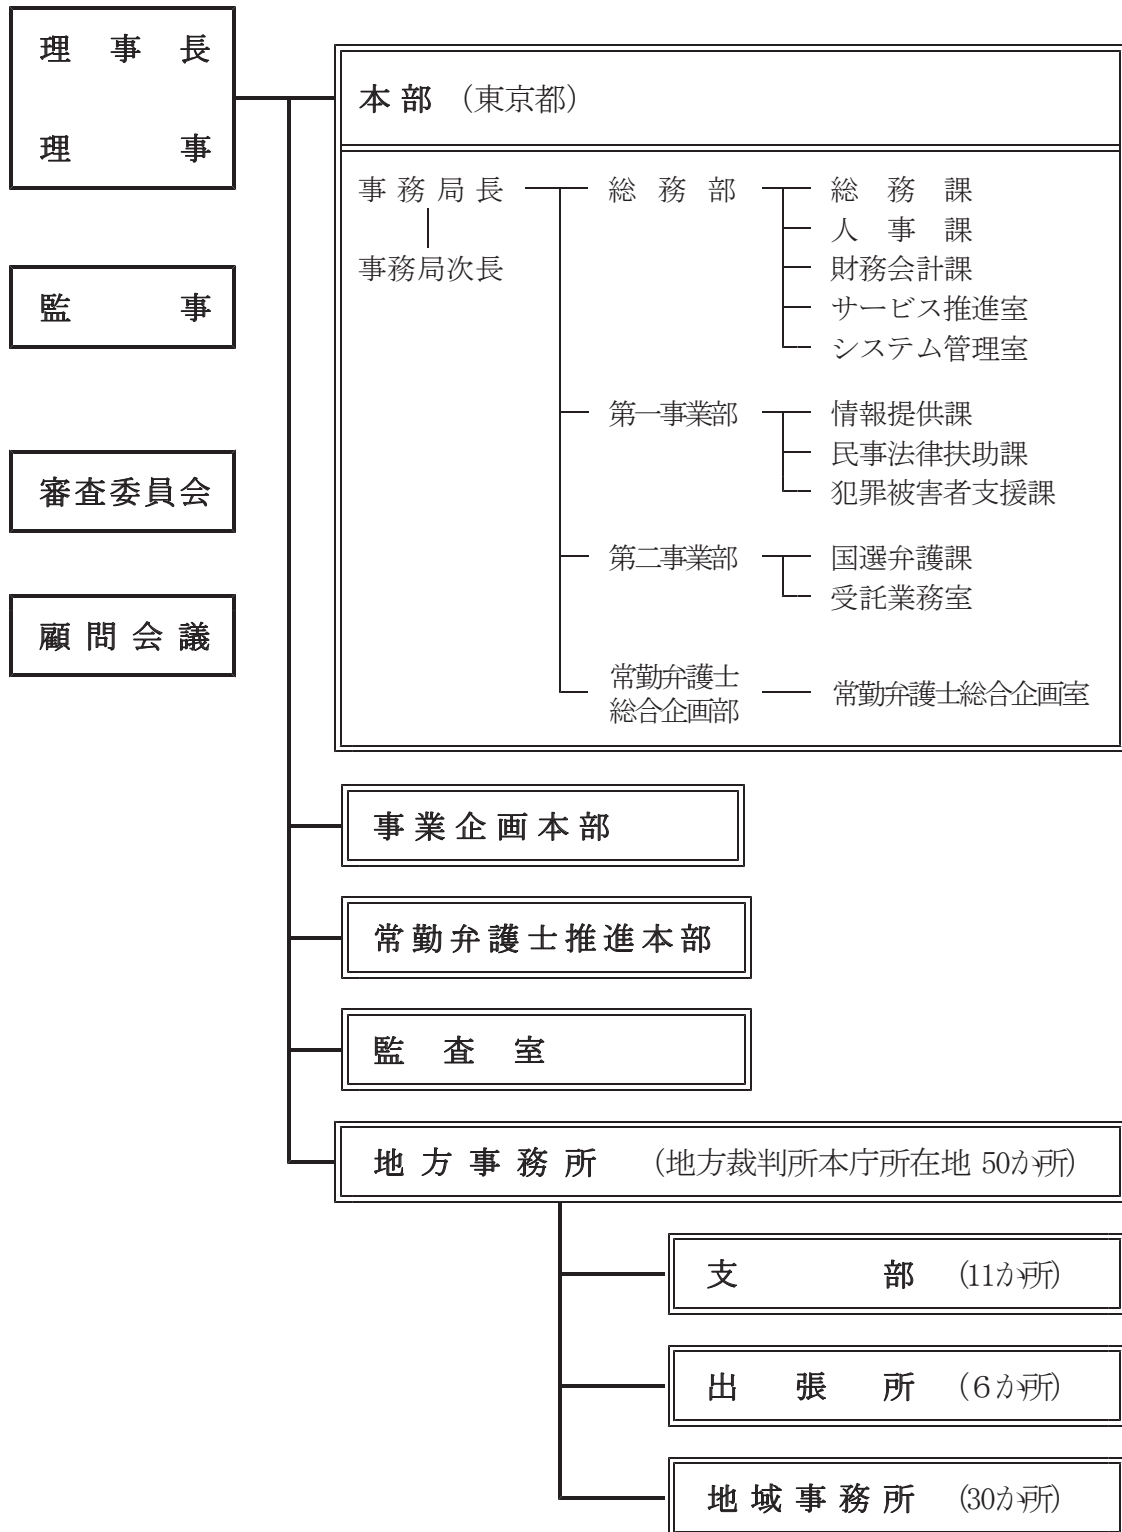 理事長
理事
監事
審査委員会
顧問会議
本部 (東京都)
事務局長
事務局次長
総務部
総務課
人事課
財務会計課
サービス推進室
システム管理室
第一事業部
情報提供課
民事法律扶助課
犯罪被害者支援課
第二事業部
国選弁護課
受託業務室
常勤弁護士
総合企画部
常勤弁護士総合企画室
事業企画本部
常勤弁護士推進本部
監査室
地方事務所 (地方裁判所本庁所在地 50か所)
支部 (11か所)
出張所 (6か所)
地域事務所 (30か所)